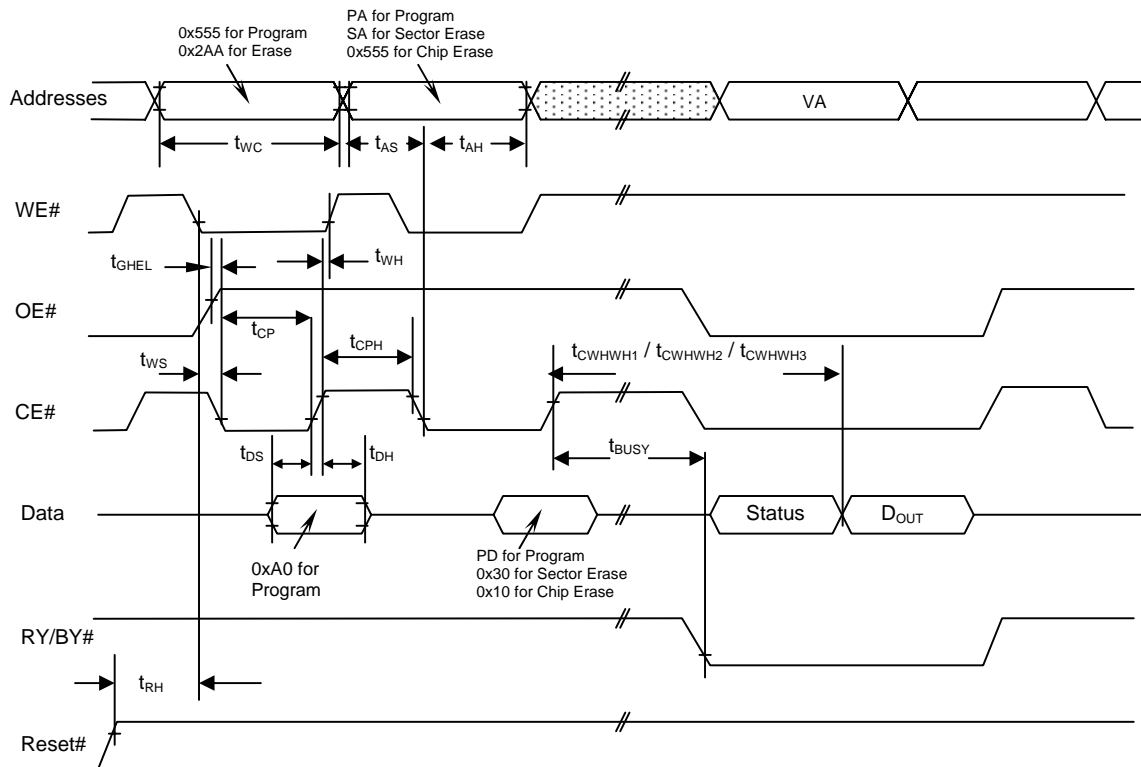 0x555 for Program
0x2AA for Erase
PA for Program
SA for Sector Erase
0x555 for Chip Erase
Addresses
VA
tWC
tAS
tAH
WE#
tGHEL
tWH
OE#
tCP
tCPH
tWS
tCWHWH1 / tCWHWH2 / tCWHWH3
CE#
tDS
tDH
tBUSY
Data
Status
DOUT
0xA0 for
Program
PD for Program
0x30 for Sector Erase
0x10 for Chip Erase
RY/BY#
tRH
Reset#